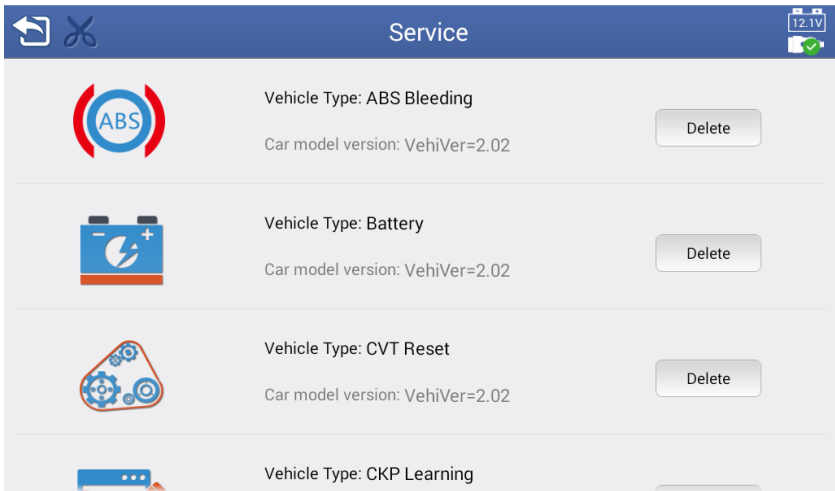 Service
12.1V
ABS
Vehicle Type: ABS Bleeding
Car model version: VehiVer=2.02
Delete
Vehicle Type: Battery
Car model version: VehiVer=2.02
Delete
Vehicle Type: CVT Reset
Car model version: VehiVer=2.02
Delete
Vehicle Type: CKP Learning